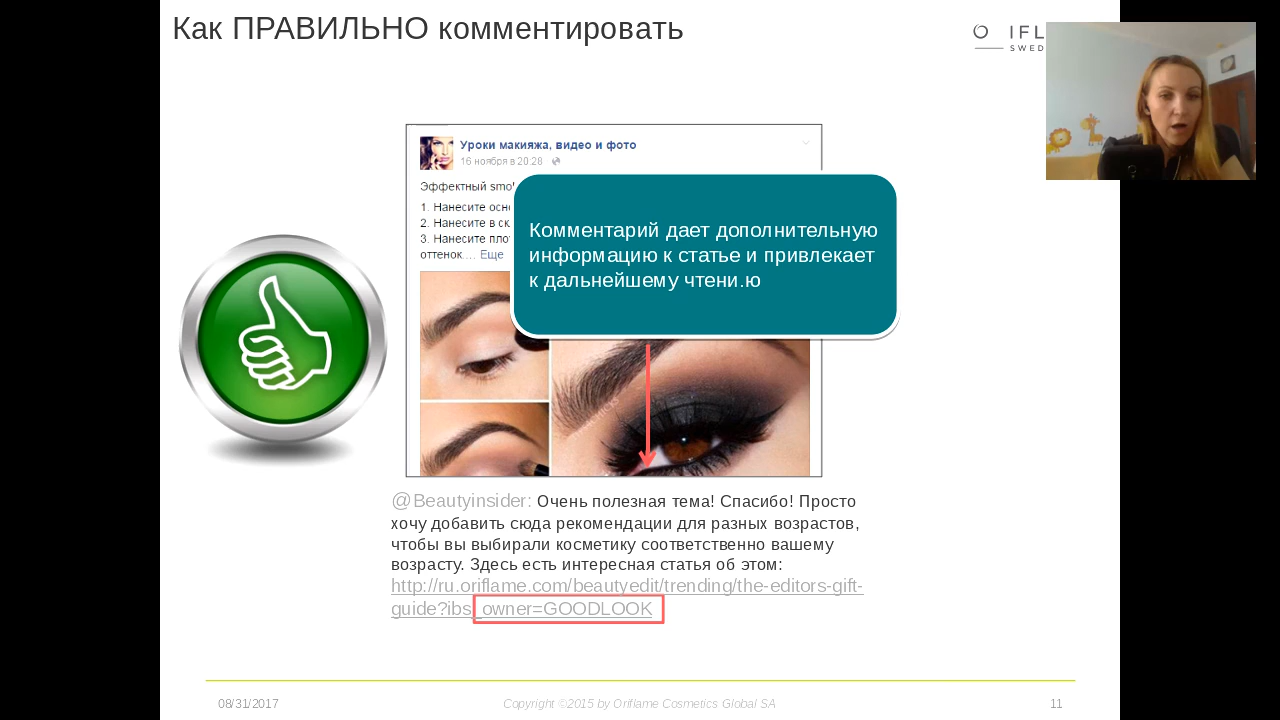 Как ПРАВИЛЬНО комментировать
IFL
SWED
Уроки макияжа, видео и фото
16 ноября в 20:28
Эффектный
1. Нанесите
2. Нанесите в
3. Нанесите
оттенок.... Еще
Комментарий дает дополнительную
информацию к статье и привлекает
к дальнейшему чтени.ю
@Beautyinsider: Очень полезная тема! Спасибо! Просто
хочу добавить сюда рекомендации для разных возрастов,
чтобы вы выбирали косметику соответственно вашему
возрасту. Здесь есть интересная статья об этом:
http://ru.oriflame.com/beautyedit/trending/the-editors-gift-
guide?ibs_owner=GOODLOOK
08/31/2017
Copyright ©2015 by Oriflame Cosmetics Global SA
11